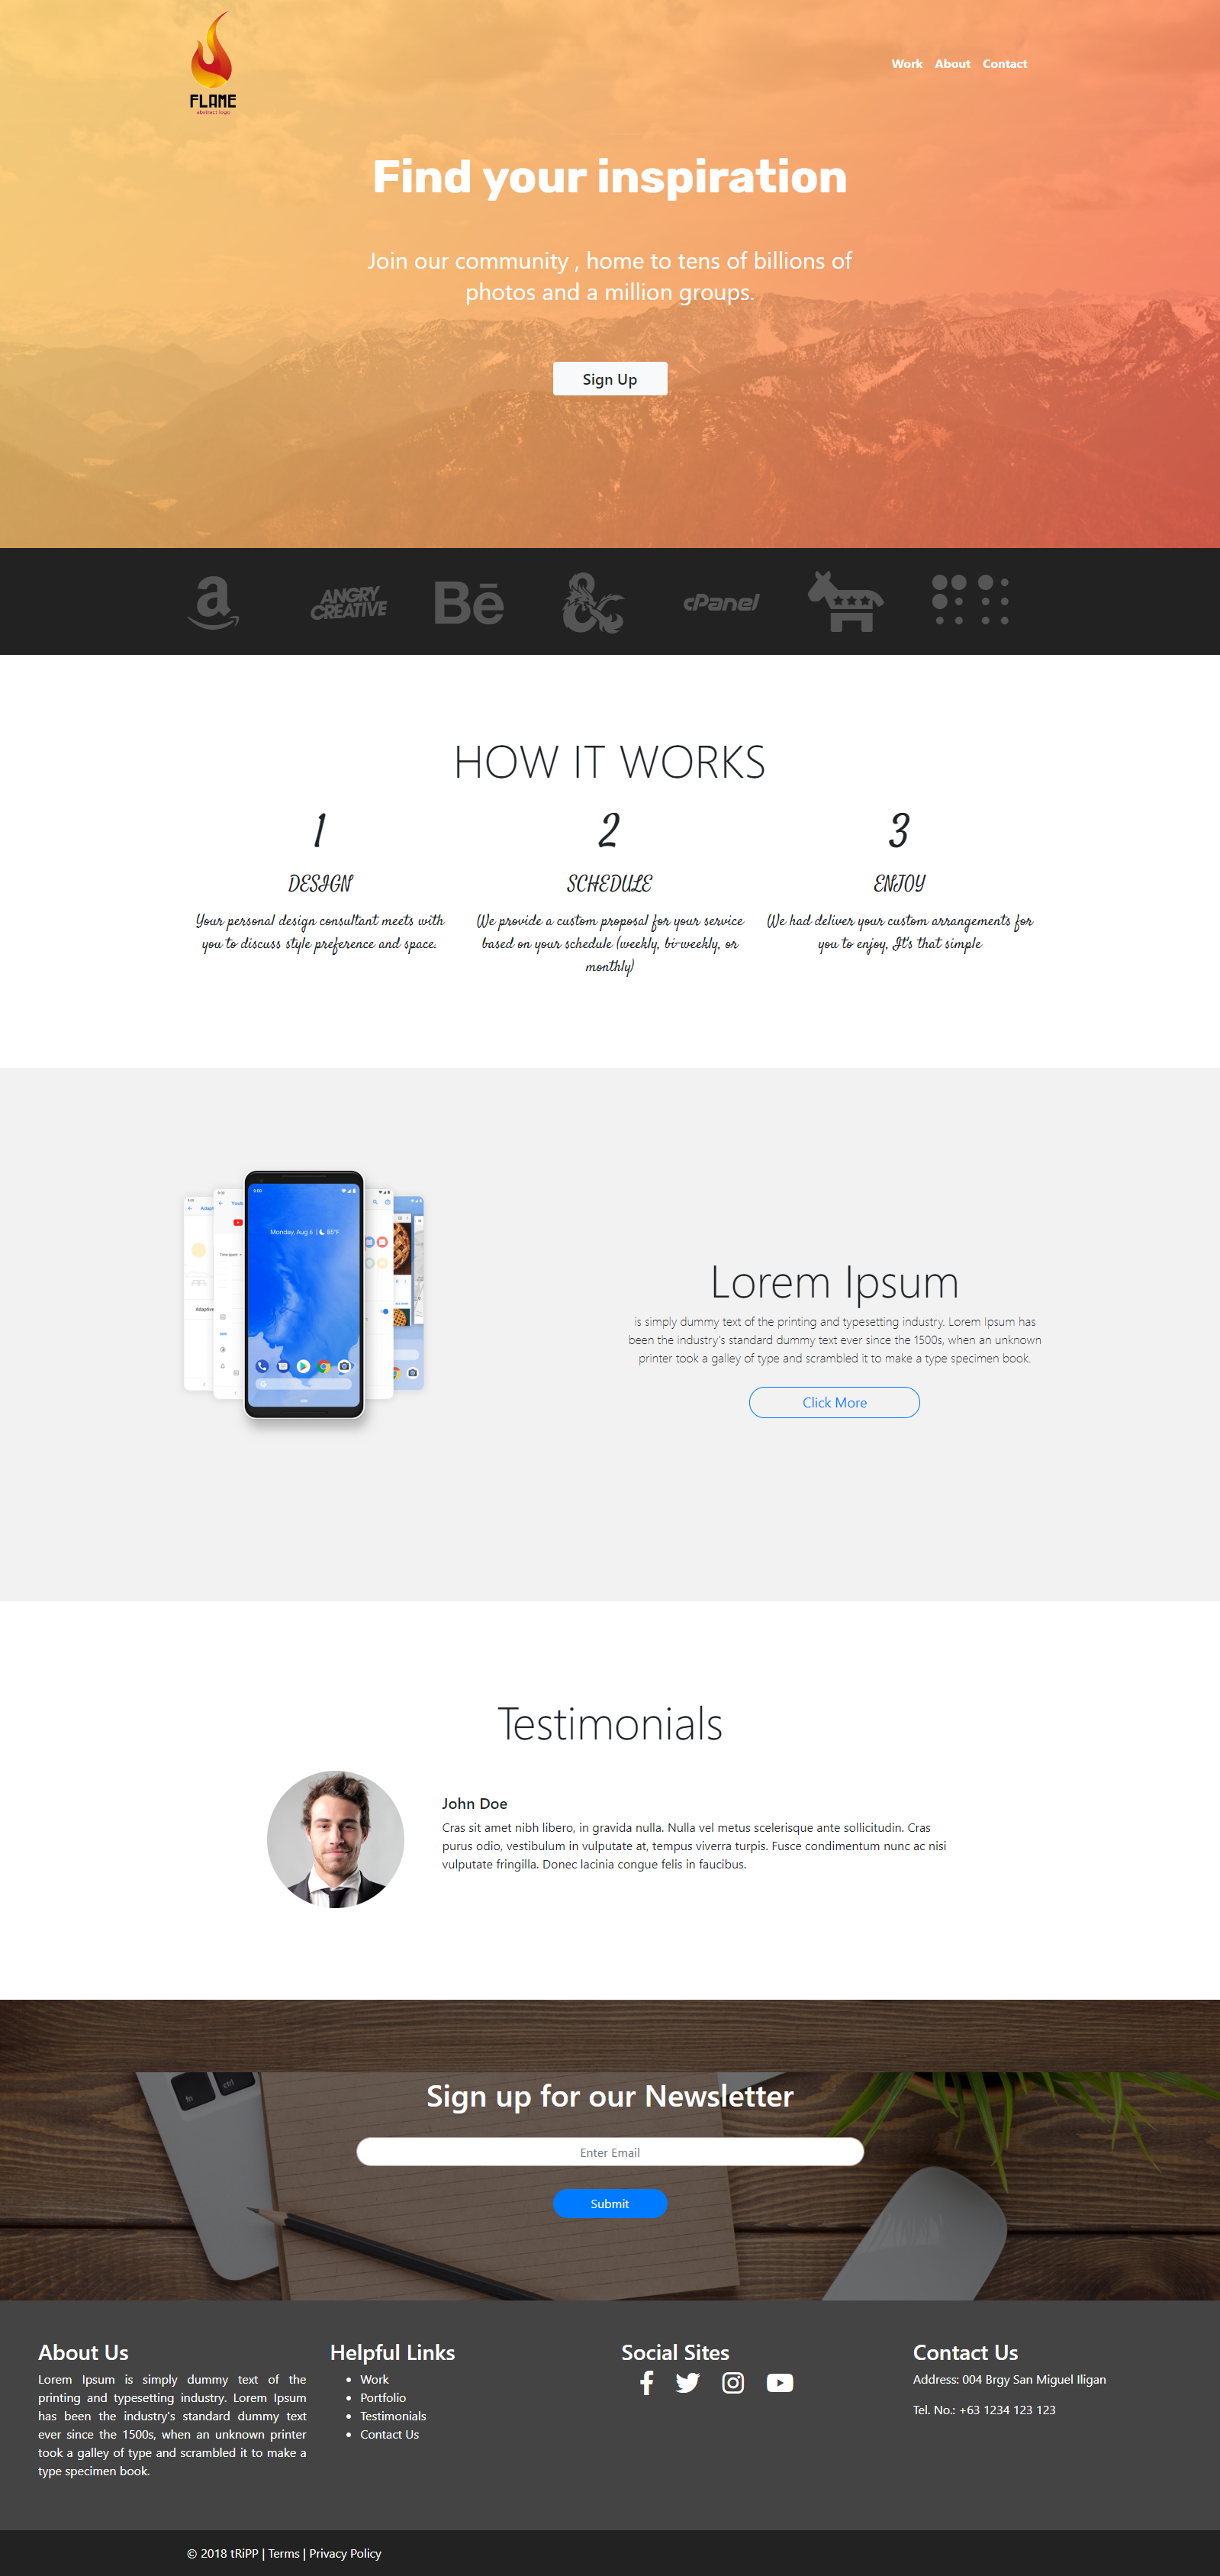 FLAME
abstract logo
Work About Contact
Find your inspiration
Join our community , home to tens of billions of
photos and a million groups.
Sign Up
a
ANGRY
CREATIVE
Bē
&
cPanel
HOW IT WORKS
1
DESIGN
Your personal design consultant meets with
you to discuss style preference and space.
2
SCHEDULE
We provide a custom proposal for your service
based on your schedule (weekly, bi-weekly, or
monthly)
3
ENJOY
We had deliver your custom arrangements for
you to enjoy, It's that simple
9:00
Monday, Aug 6 | 85°F
Lorem Ipsum
is simply dummy text of the printing and typesetting industry. Lorem Ipsum has
been the industry's standard dummy text ever since the 1500s, when an unknown
printer took a galley of type and scrambled it to make a type specimen book.
Click More
Testimonials
John Doe
Cras sit amet nibh libero, in gravida nulla. Nulla vel metus scelerisque ante sollicitudin. Cras
purus odio, vestibulum in vulputate at, tempus viverra turpis. Fusce condimentum nunc ac nisi
vulputate fringilla. Donec lacinia congue felis in faucibus.
fn ctrl
Sign up for our Newsletter
Enter Email
Submit
About Us
Lorem Ipsum is simply dummy text of the
printing and typesetting industry. Lorem Ipsum
has been the industry's standard dummy text
ever since the 1500s, when an unknown printer
took a galley of type and scrambled it to make a
type specimen book.
Helpful Links
Work
Portfolio
Testimonials
Contact Us
Social Sites
Contact Us
Address: 004 Brgy San Miguel Iligan
Tel. No.: +63 1234 123 123
© 2018 tRiPP | Terms | Privacy Policy